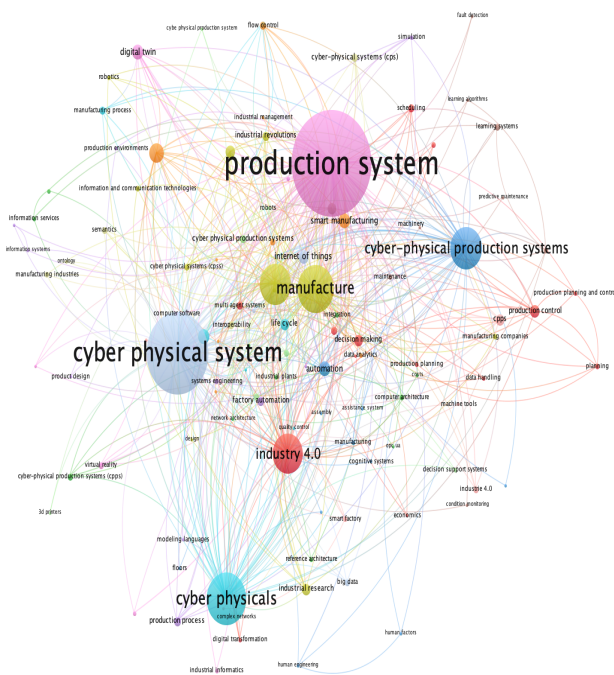 fault detection
cybe physical production system
flow control
simulation
digital twin
cyber-physical systems (cps)
robotics
learning algorithms
manufacturing process
scheduling
industrial management
learning systems
industrial revolutions
production environments
production system
information and communication technologies
predictive maintenance
robots
information services
smart manufacturing
machinery
semantics
cyber physical production systems
cyber-physical production systems
information systems
internet of things
ontology
cyber physical systems (cpss)
manufacturing industries
maintenance
manufacture
production planning and contr
multi agent systems
computer software
integration
production control
interoperability
life cycle
cpps
decision making
manufacturing companies
cyber physical system
data analytics
production planning
planning
automation
costs
product design
systems engineering
industrial plants
data handling
factory automation
computer architecture
machine tools
assembly
assistance system
network architecture
quality control
design
manufacturing
opc ua
industry 4.0
virtual reality
cognitive systems
decision support systems
cyber-physical production systems (cpps)
industrie 4.0
condition monitoring
3d printers
smart factory
economics
modeling languages
reference architecture
floors
big data
cyber physicals
industrial research
complex networks
production process
human factors
digital transformation
human engineering
industrial informatics